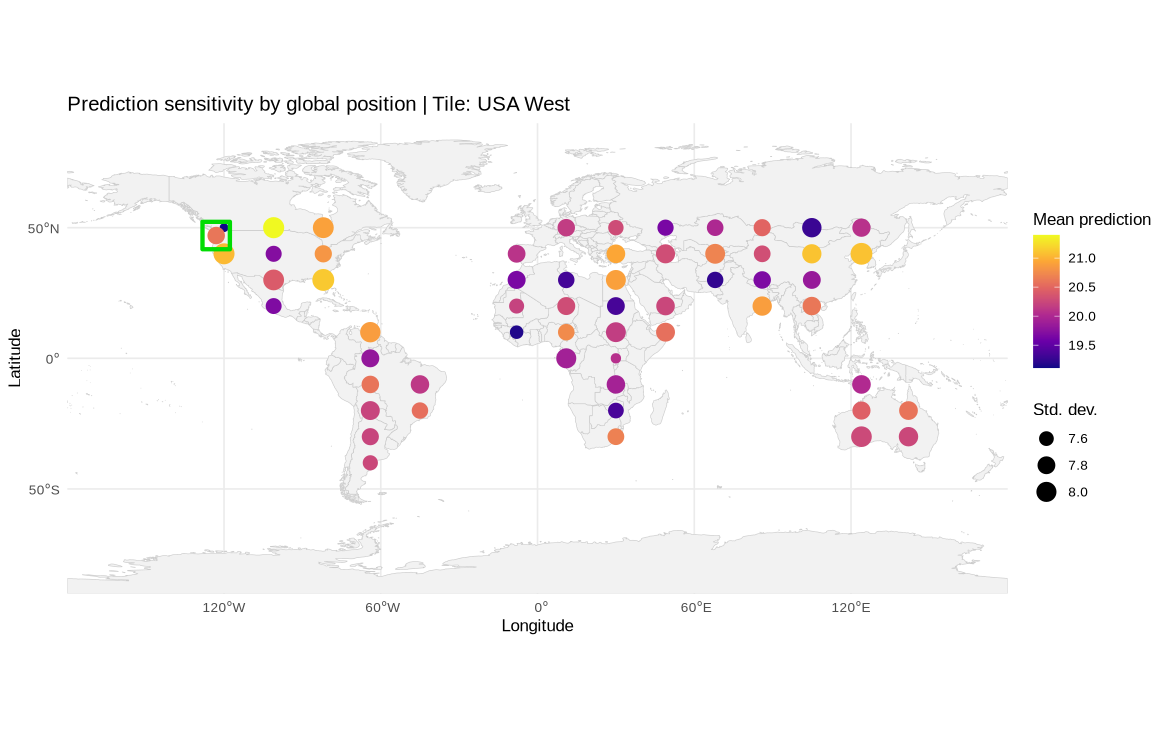 Prediction sensitivity by global position | Tile: USA West
Mean prediction
21.0
20.5
20.0
19.5
Std. dev.
7.6
7.8
8.0
Latitude
50°N
0°
50°S
120°W
60°W
0°
60°E
120°E
Longitude